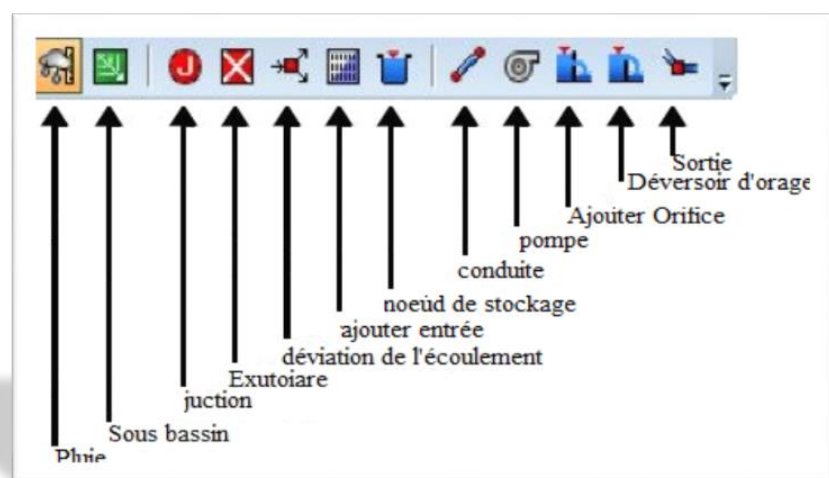 J
Sortie
Déversoir d'orage
Ajouter Orifice
pompe
conduite
noeùd de stockage
ajouter entrée
déviation de l'écoulement
Exutoiare
juction
Sous bassin
Pluie